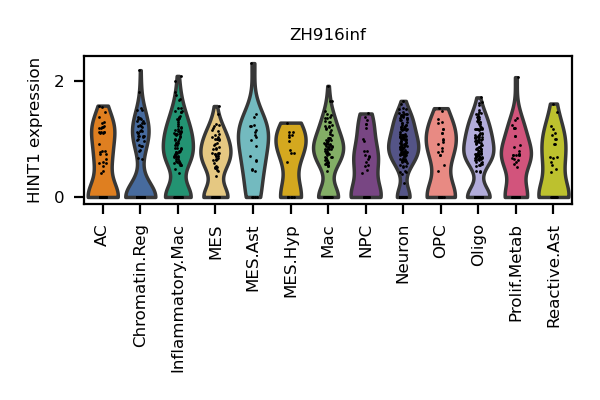 ZH916inf
HINT1 expression
2
0
AC
Chromatin.Reg
Inflammatory.Mac
MES
MES.Ast
MES.Hyp
Mac
NPC
Neuron
OPC
Oligo
Prolif.Metab
Reactive.Ast